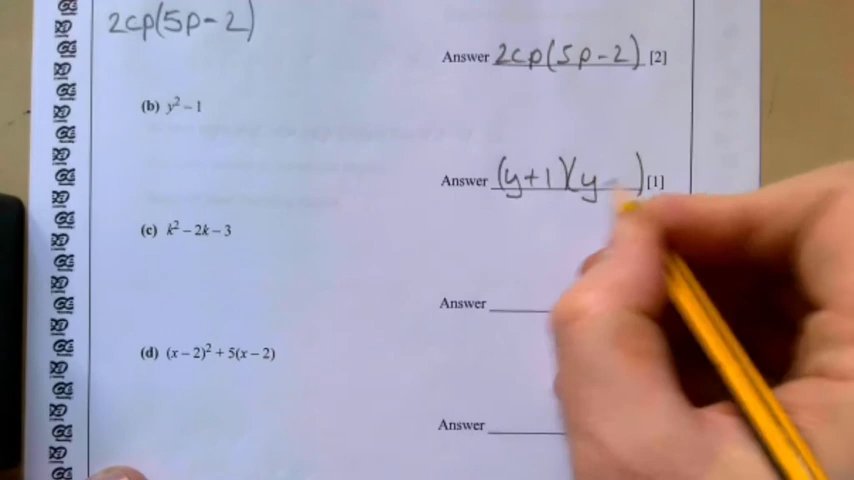 2cp(5p-2)
Answer 2cp(5p-2) [2]
(b) y² – 1
Answer (y+1)(y ) [1]
(c) k² – 2k – 3
Answer
(d) (x – 2)² + 5(x – 2)
Answer